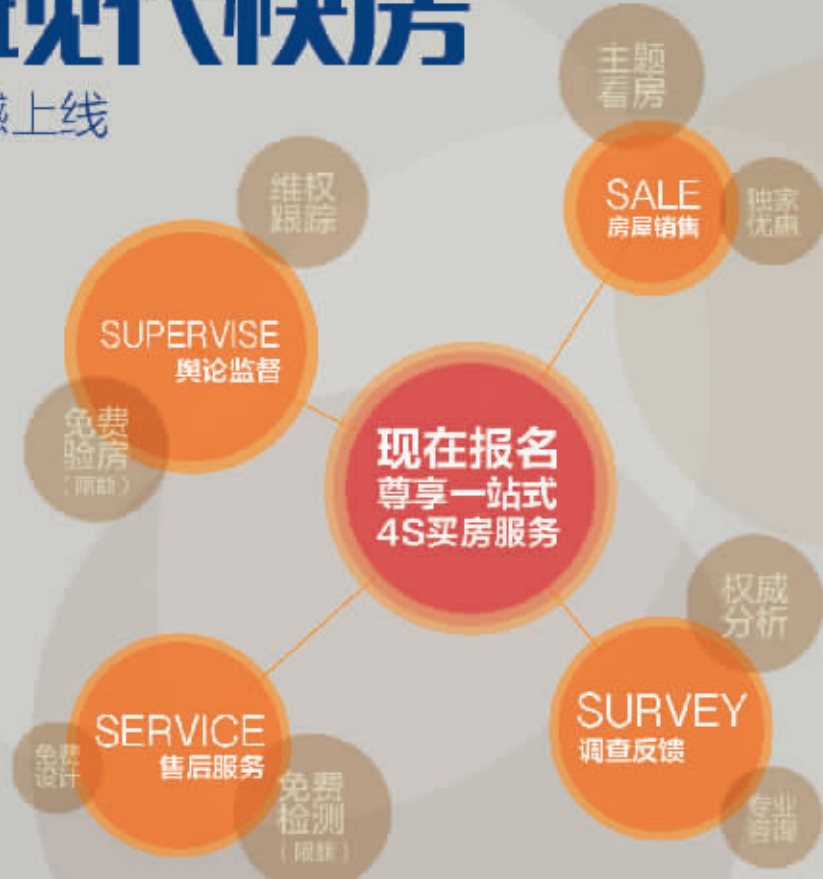 现代快房
感上线
主题
看房
SALE
房屋销售
独家
优惠
维权
跟踪
SUPERVISE
舆论监督
免费
验房
（限额）
现在报名
尊享一站式
4S买房服务
权威
分析
SURVEY
调查反馈
专业
咨询
SERVICE
售后服务
免费
设计
免费
检测
（限额）